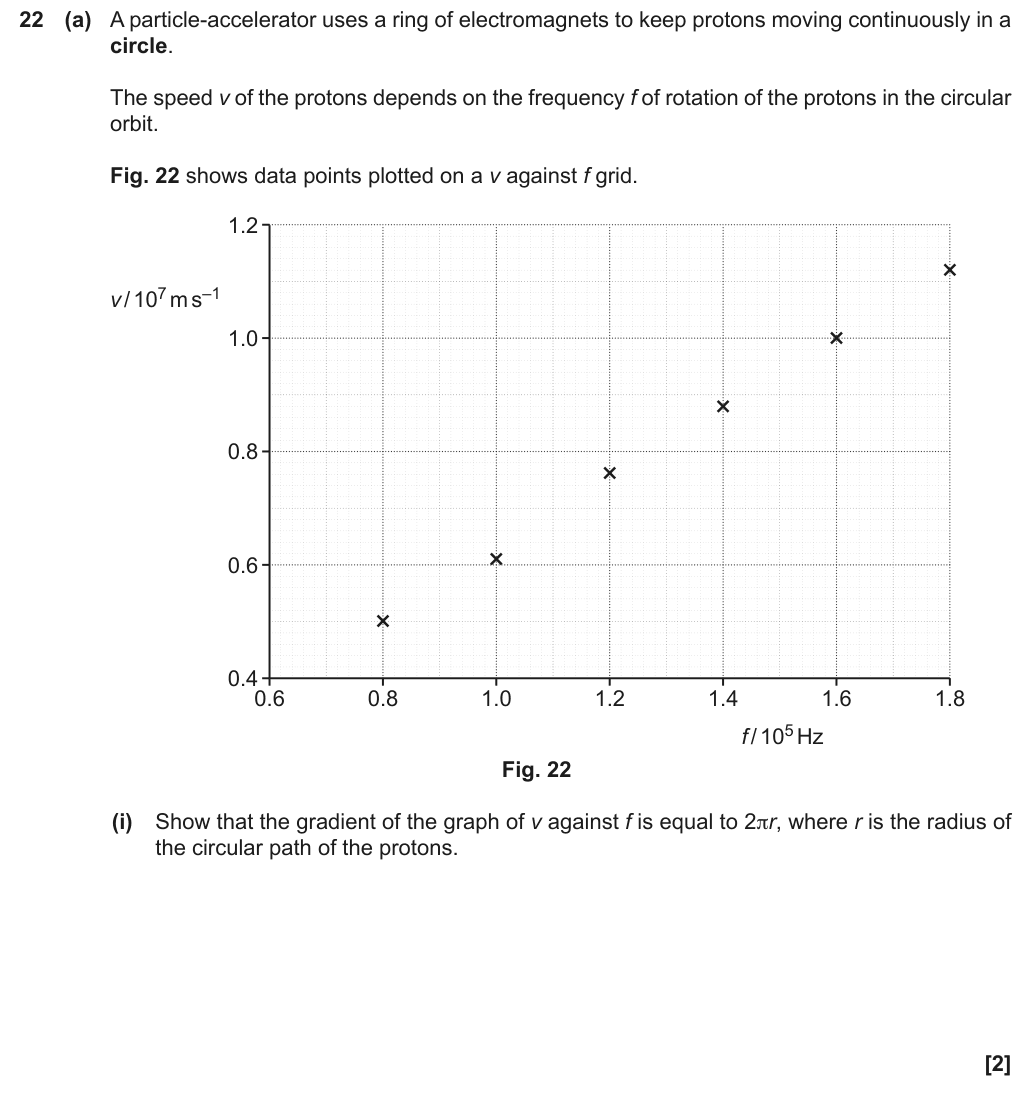 22 (a) A particle-accelerator uses a ring of electromagnets to keep protons moving continuously in a
circle.
The speed v of the protons depends on the frequency f of rotation of the protons in the circular
orbit.
Fig. 22 shows data points plotted on a v against f grid.
1.2
v / 10⁷ m s⁻¹
1.0
0.8
0.6
0.4
0.6 0.8 1.0 1.2 1.4 1.6 1.8
f / 10⁵ Hz
Fig. 22
(i) Show that the gradient of the graph of v against f is equal to 2πr, where r is the radius of
the circular path of the protons.
[2]